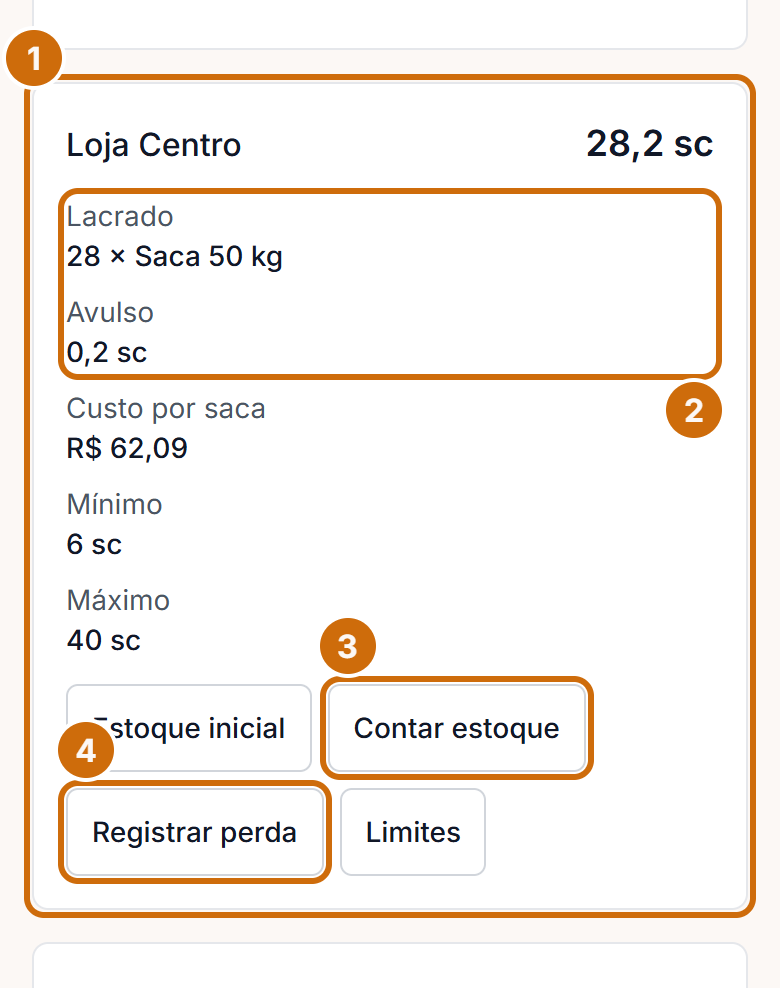 1
Loja Centro 28,2 sc
Lacrado
28 × Saca 50 kg
Avulso
0,2 sc
2
Custo por saca
R$ 62,09
Mínimo
6 sc
Máximo
40 sc
3
Estoque inicial Contar estoque
4
Registrar perda Limites